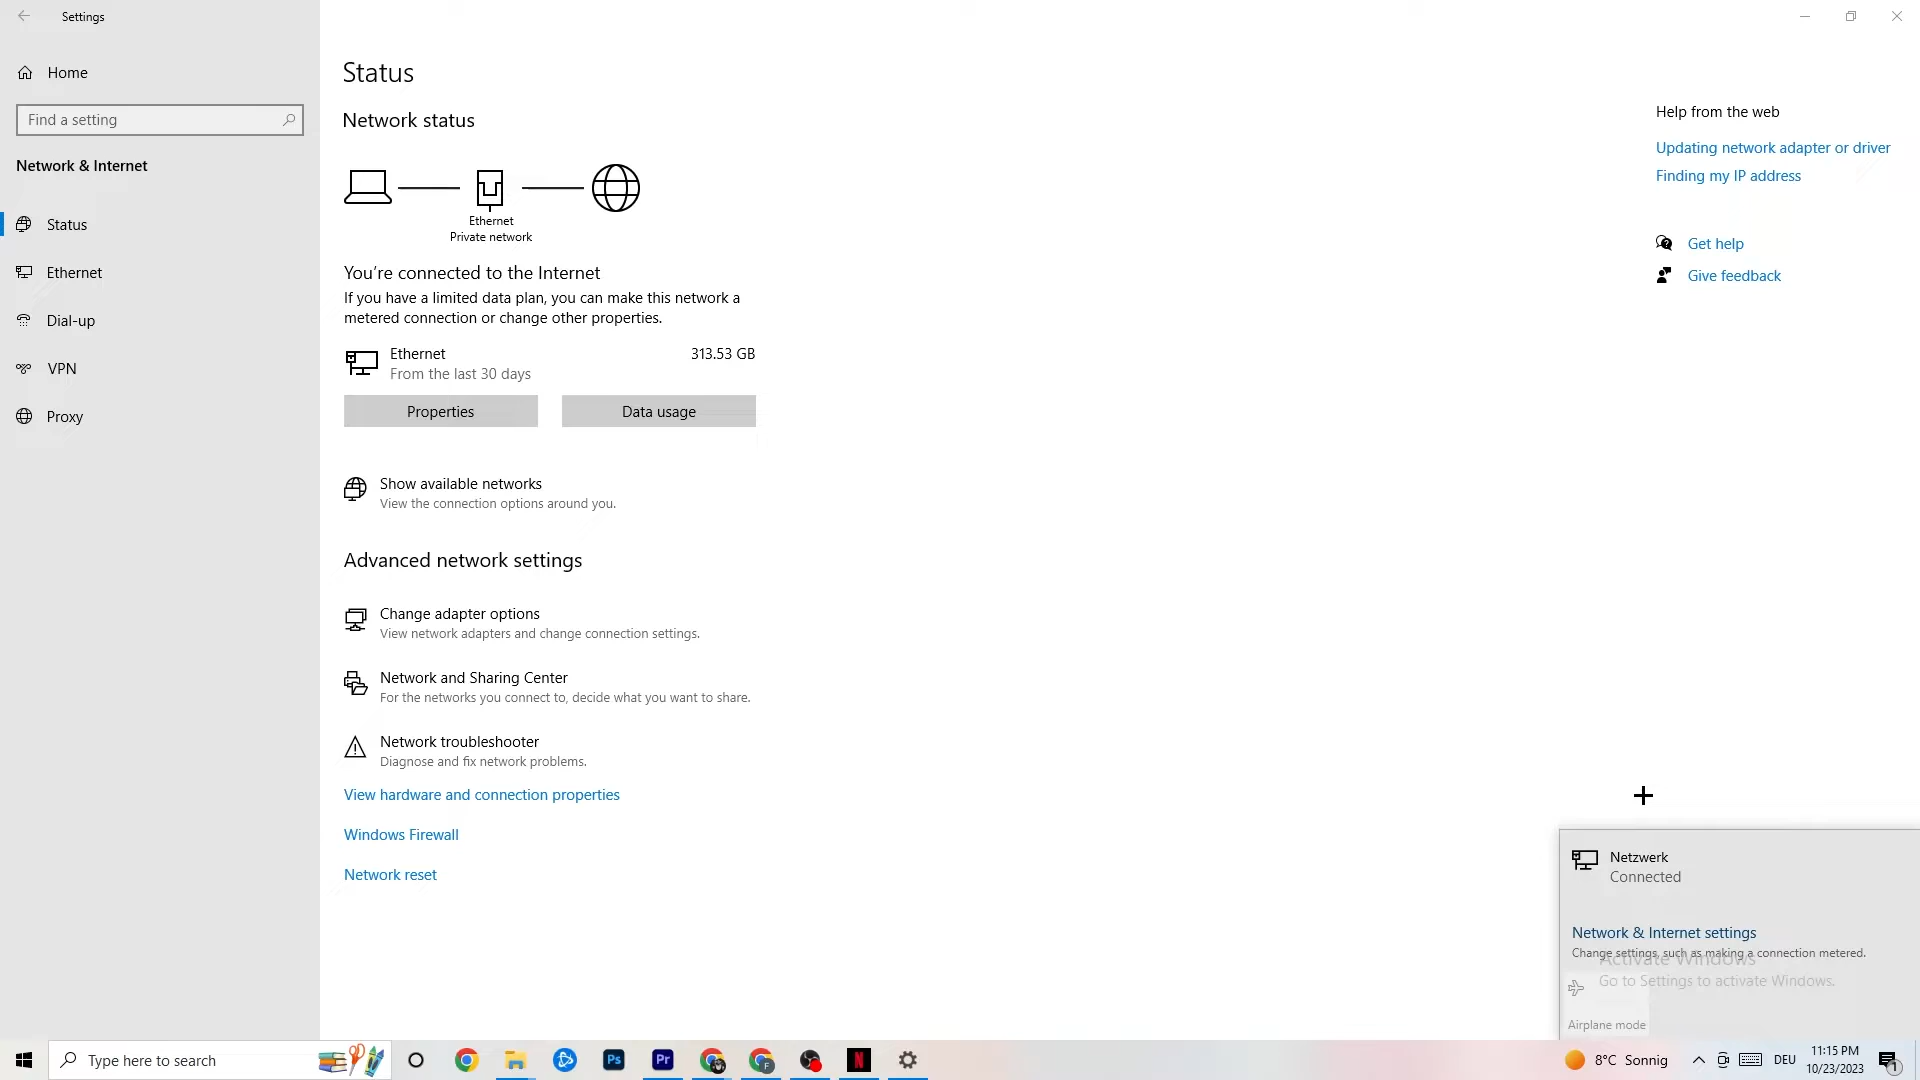 Settings
Home
Find a setting
Network & Internet
Status
Ethernet
Dial-up
VPN
Proxy
Status
Network status
Ethernet
Private network
You're connected to the Internet
If you have a limited data plan, you can make this network a
metered connection or change other properties.
Ethernet 313.53 GB
From the last 30 days
Properties Data usage
Show available networks
View the connection options around you.
Advanced network settings
Change adapter options
View network adapters and change connection settings.
Network and Sharing Center
For the networks you connect to, decide what you want to share.
Network troubleshooter
Diagnose and fix network problems.
View hardware and connection properties
Windows Firewall
Network reset
Help from the web
Updating network adapter or driver
Finding my IP address
Get help
Give feedback
Netzwerk
Connected
Network & Internet settings
Change settings, such as making a connection metered.
Activate Windows
Go to Settings to activate Windows.
Airplane mode
Type here to search
Ps
Pr
F
N
8°C Sonnig
DEU
11:15 PM
10/23/2023
1